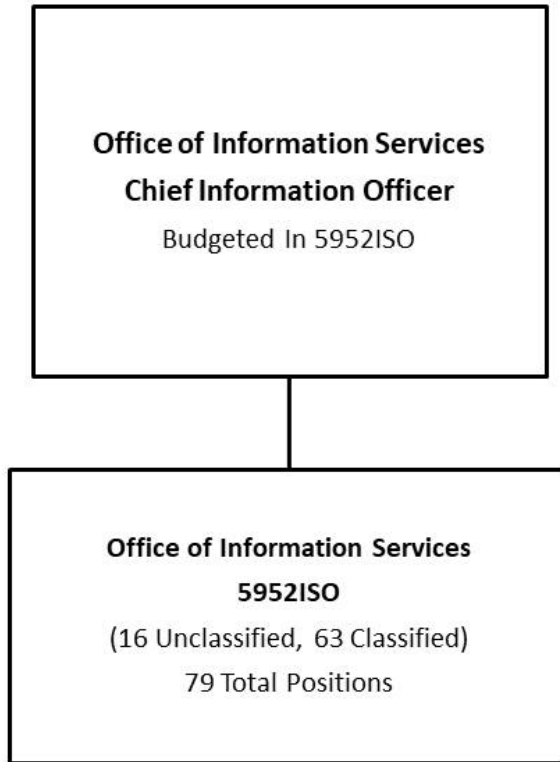 Office of Information Services
Chief Information Officer
Budgeted In 5952ISO
Office of Information Services
5952ISO
(16 Unclassified, 63 Classified)
79 Total Positions